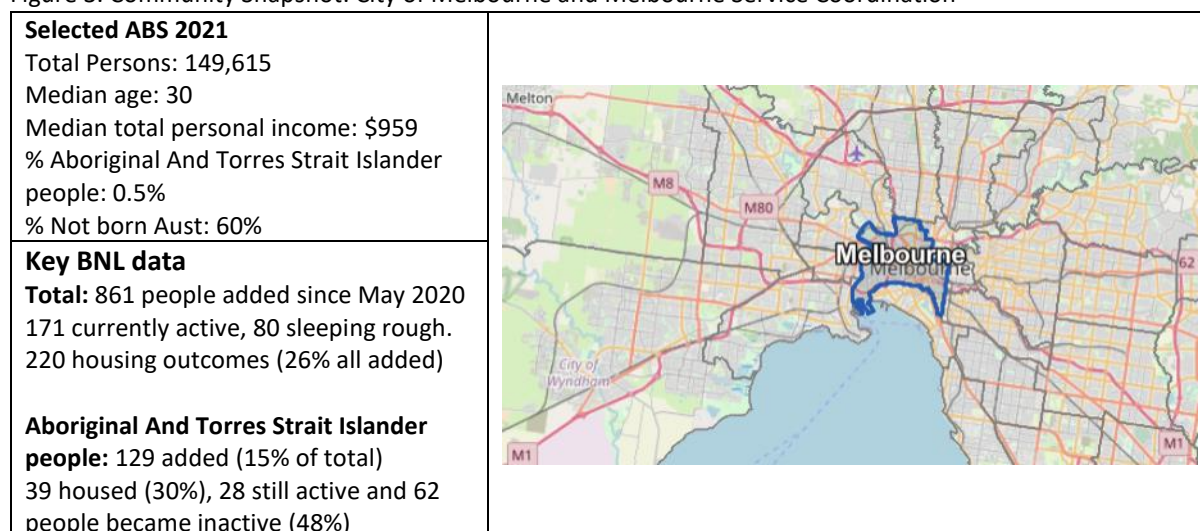 Figure 3: Community Snapshot: City of Melbourne and Melbourne Service Coordination
Selected ABS 2021
Total Persons: 149,615
Median age: 30
Median total personal income: $959
% Aboriginal And Torres Strait Islander
people: 0.5%
% Not born Aust: 60%
Key BNL data
Total: 861 people added since May 2020
171 currently active, 80 sleeping rough.
220 housing outcomes (26% all added)
Aboriginal And Torres Strait Islander
people: 129 added (15% of total)
39 housed (30%), 28 still active and 62
people became inactive (48%)
Melton
M8
M80
Melbourne
Melbourne
62
City of
Wyndham
M1
M1